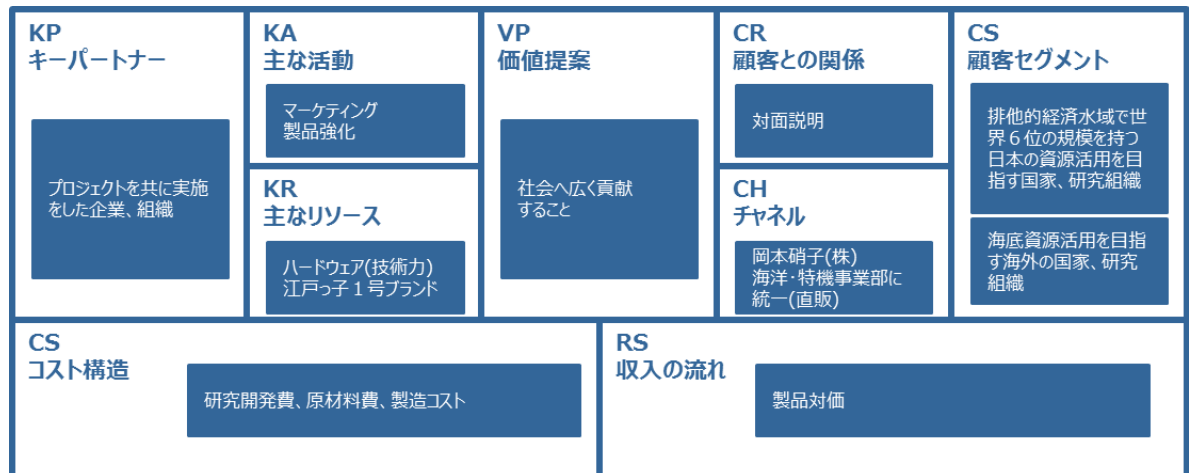 KP
キーパートナー
プロジェクトを共に実施
をした企業、組織
KA
主な活動
マーケティング
製品強化
KR
主なリソース
ハードウェア(技術力)
江戸っ子１号ブランド
VP
価値提案
社会へ広く貢献
すること
CR
顧客との関係
対面説明
CH
チャネル
岡本硝子(株)
海洋・特機事業部に
統一(直販)
CS
顧客セグメント
排他的経済水域で世
界６位の規模を持つ
日本の資源活用を目
指す国家、研究組織
海底資源活用を目指
す海外の国家、研究
組織
CS
コスト構造
研究開発費、原材料費、製造コスト
RS
収入の流れ
製品対価